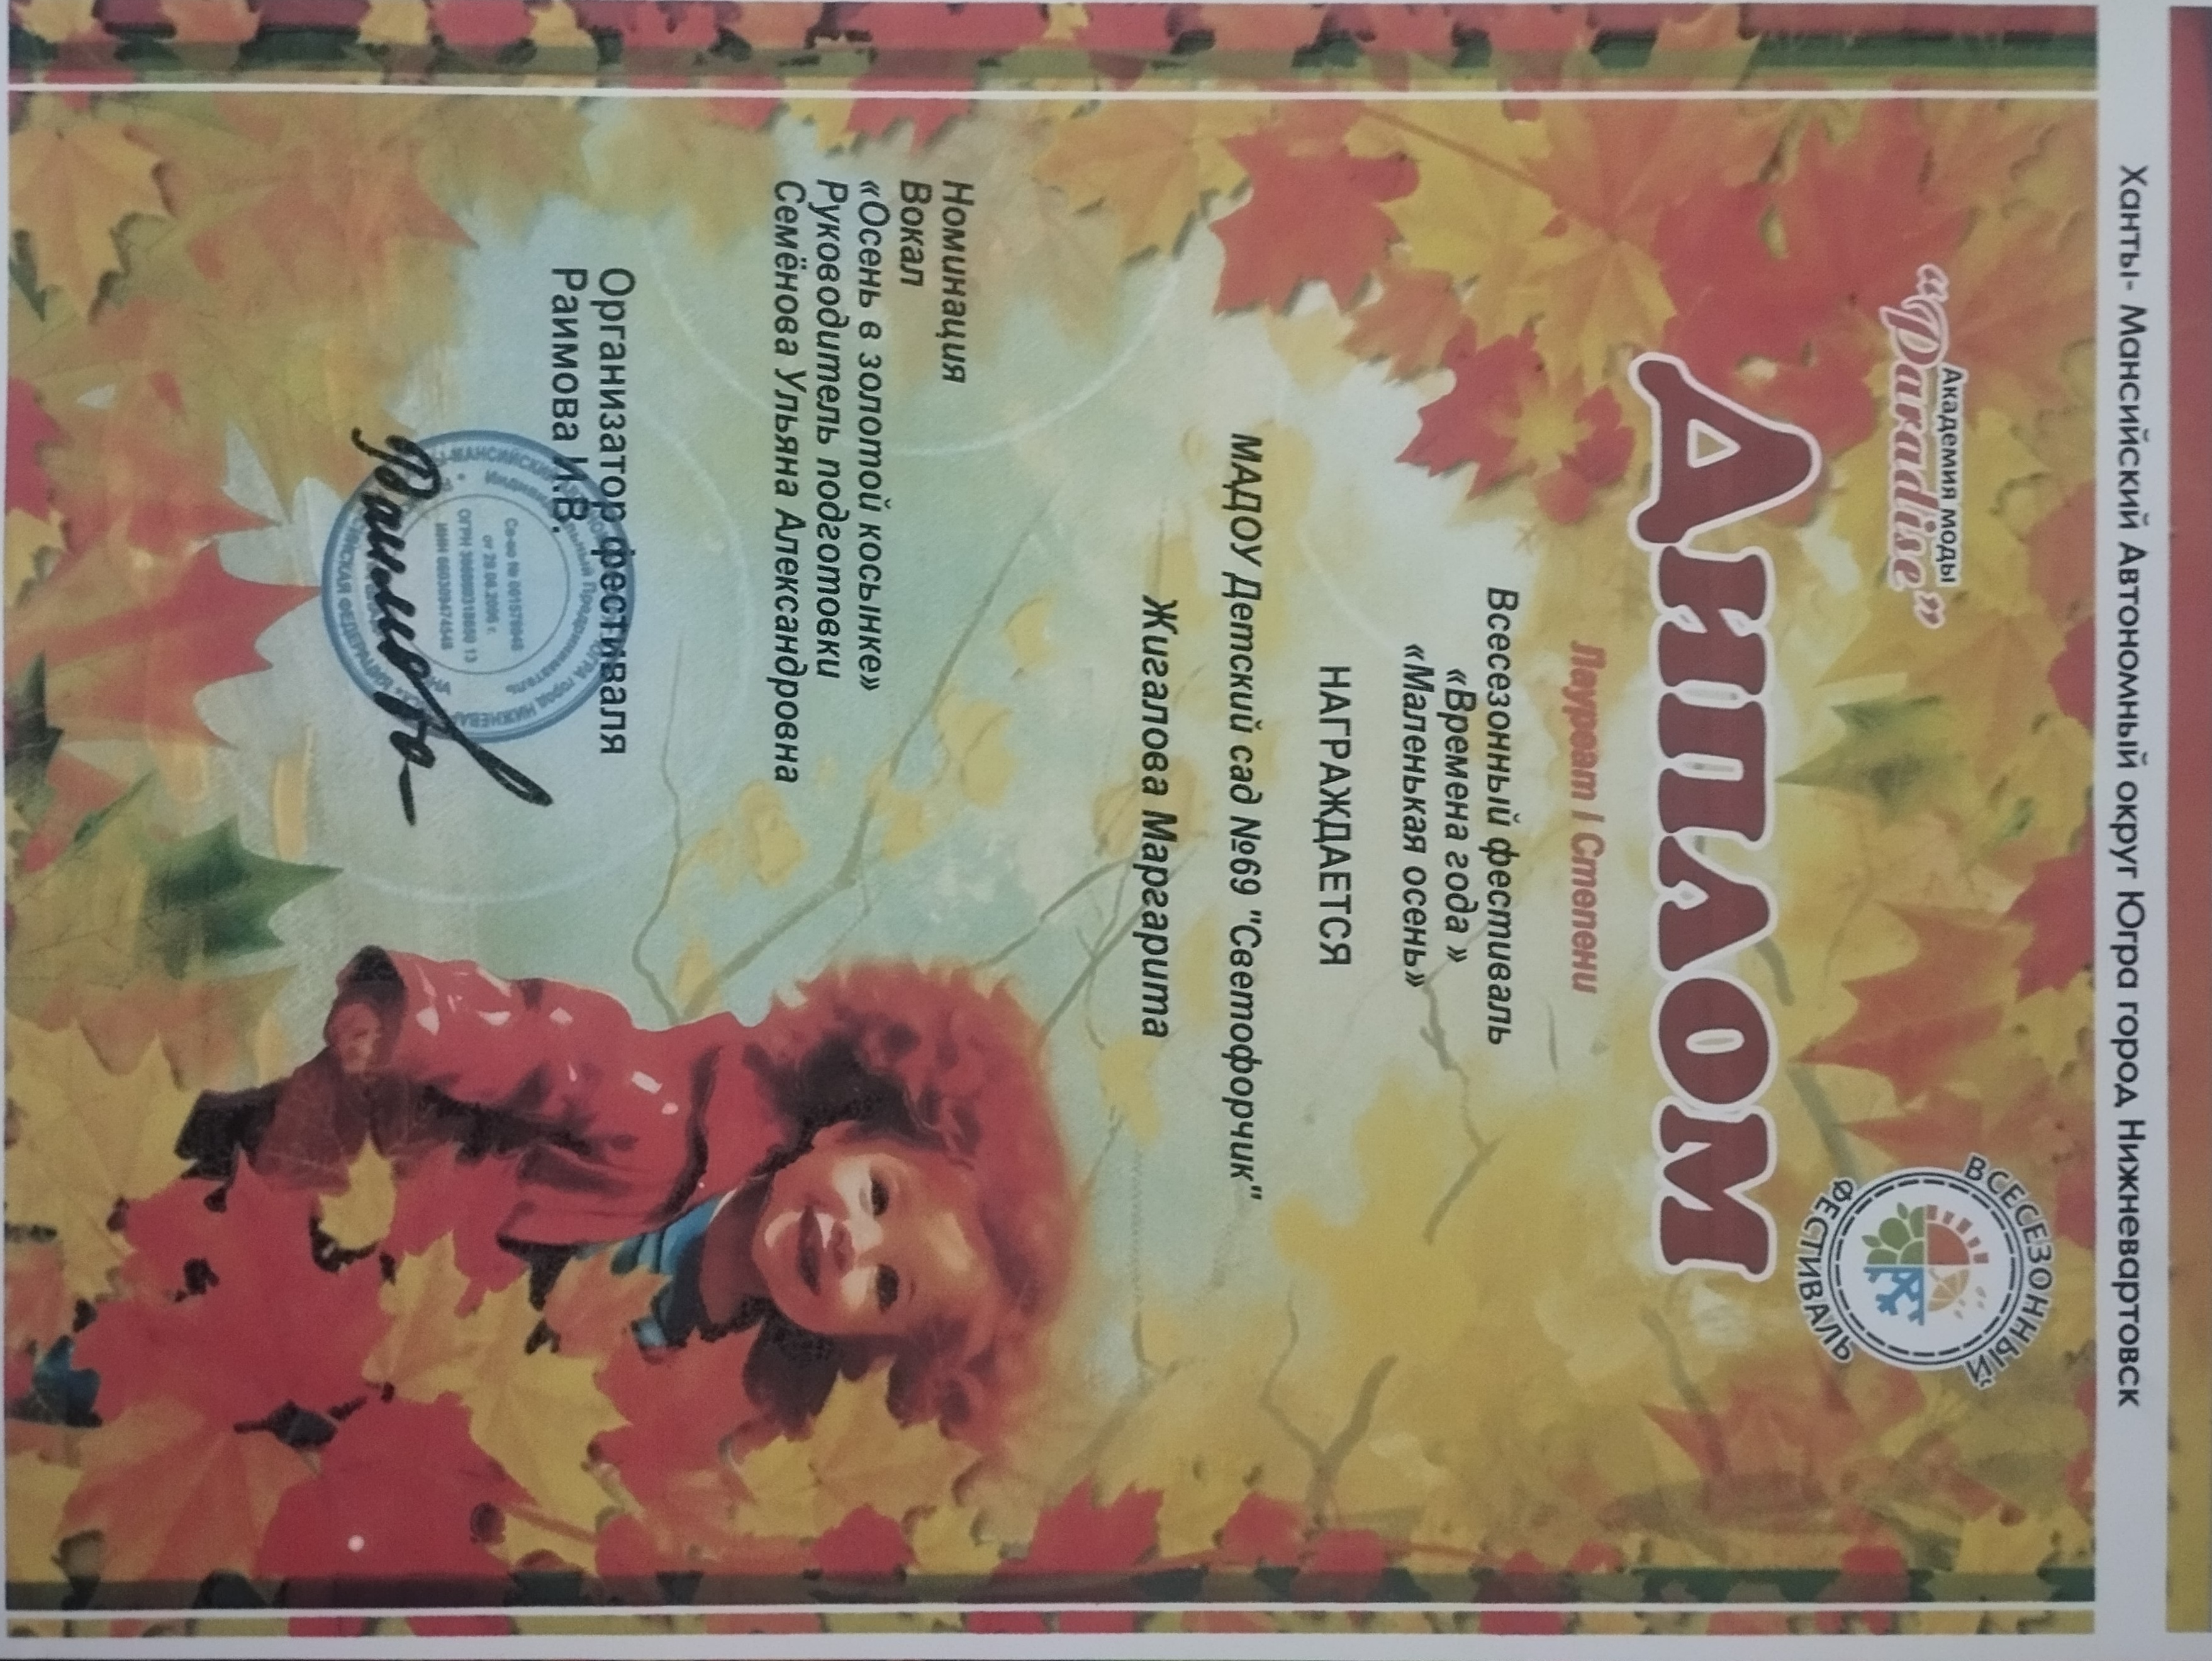 Ханты- Мансийский Автономный округ Югра город Нижневартовск
Академия моды
“Paradise”
ВСЕСЕЗОННЫЙ
ФЕСТИВАЛЬ
Диплом
Лауреат I Степени
Всесезонный фестиваль
«Времена года »
«Маленькая осень»
НАГРАЖДАЕТСЯ
МАДОУ Детский сад №69 "Светофорчик"
Жигалова Маргарита
Номинация
Вокал
«Осень в золотой косынке»
Руководитель подготовки
Семёнова Ульяна Александровна
Организатор фестиваля
Раимова И.В.
Раимова